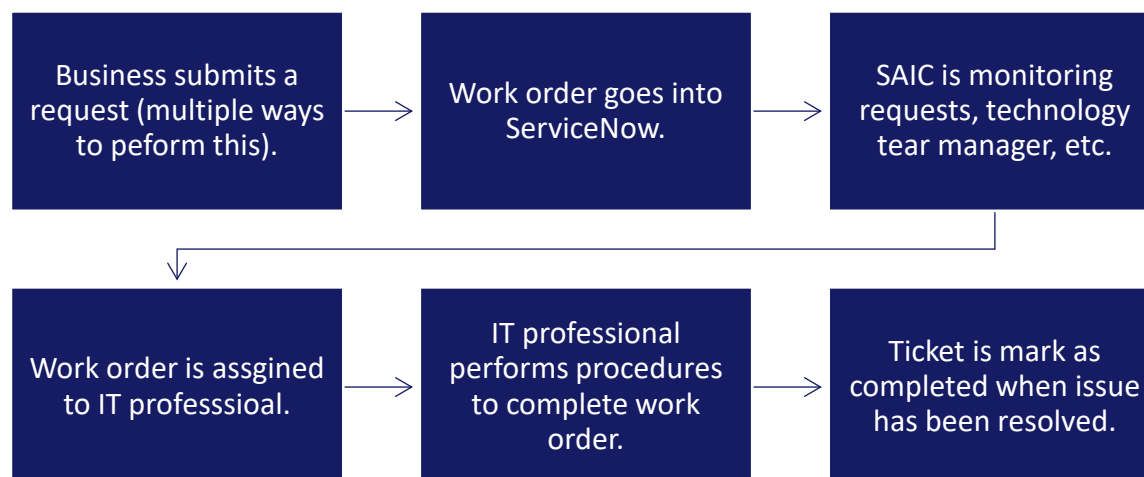 Business submits a
request (multiple ways
to peform this).
Work order goes into
ServiceNow.
SAIC is monitoring
requests, technology
tear manager, etc.
Work order is assgined
to IT professsioal.
IT professional
performs procedures
to complete work
order.
Ticket is mark as
completed when issue
has been resolved.